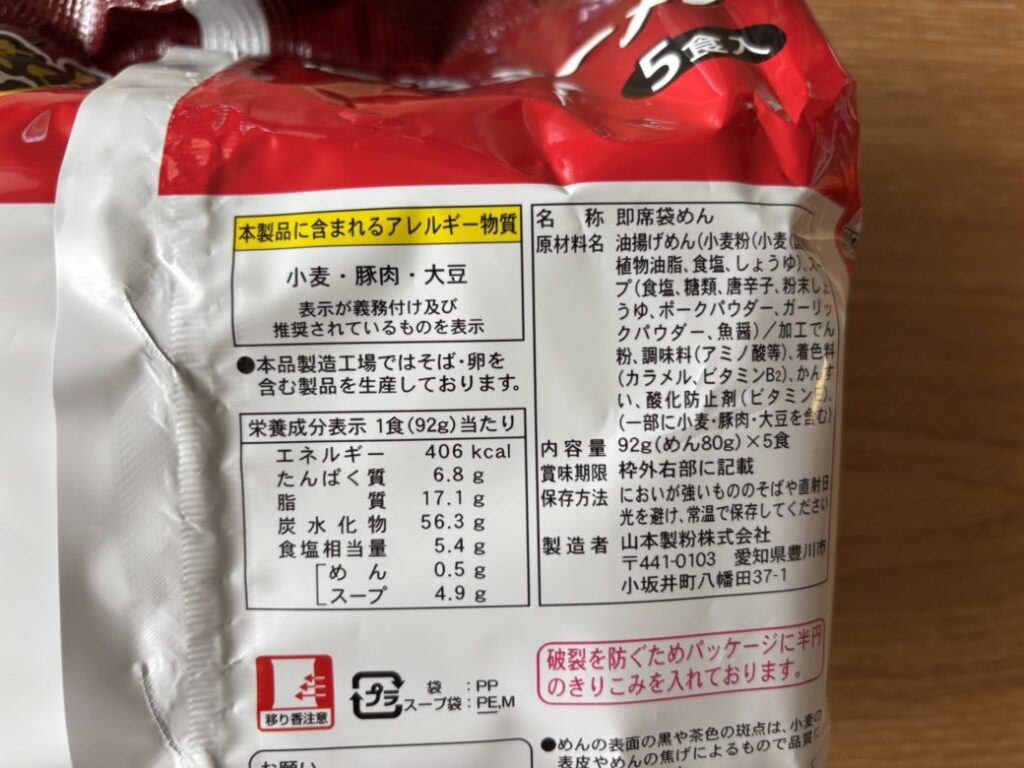 5食入
本製品に含まれるアレルギー物質
小麦・豚肉・大豆
表示が義務付け及び
推奨されているものを表示
●本品製造工場ではそば・卵を
含む製品を生産しております。
栄養成分表示 1食(92g)当たり
エネルギー 406 kcal
たんぱく質 6.8 g
脂質 17.1 g
炭水化物 56.3 g
食塩相当量 5.4 g
めん 0.5 g
スープ 4.9 g
移り香注意
プラ
袋 :PP
スープ袋:PE,M
お願い
名称 即席袋めん
原材料名 油揚げめん(小麦粉(小麦(
植物油脂、食塩、しょうゆ)、スー
プ(食塩、糖類、唐辛子、粉末しょ
うゆ、ポークパウダー、ガーリッ
クパウダー、魚醤)/加工でん
粉、調味料(アミノ酸等)、着色料
(カラメル、ビタミンB2)、かんす
い、酸化防止剤(ビタミンE)、
(一部に小麦・豚肉・大豆を含む)
内容量 92g(めん80g)×5食
賞味期限 枠外右部に記載
保存方法 においが強いもののそばや直射日
光を避け、常温で保存してください
製造者 山本製粉株式会社
〒441-0103 愛知県豊川市
小坂井町八幡田37-1
破裂を防ぐためパッケージに半円
のきりこみを入れております。
●めんの表面の黒や茶色の斑点は、小麦の
表皮やめんの焦げによるもので品質に